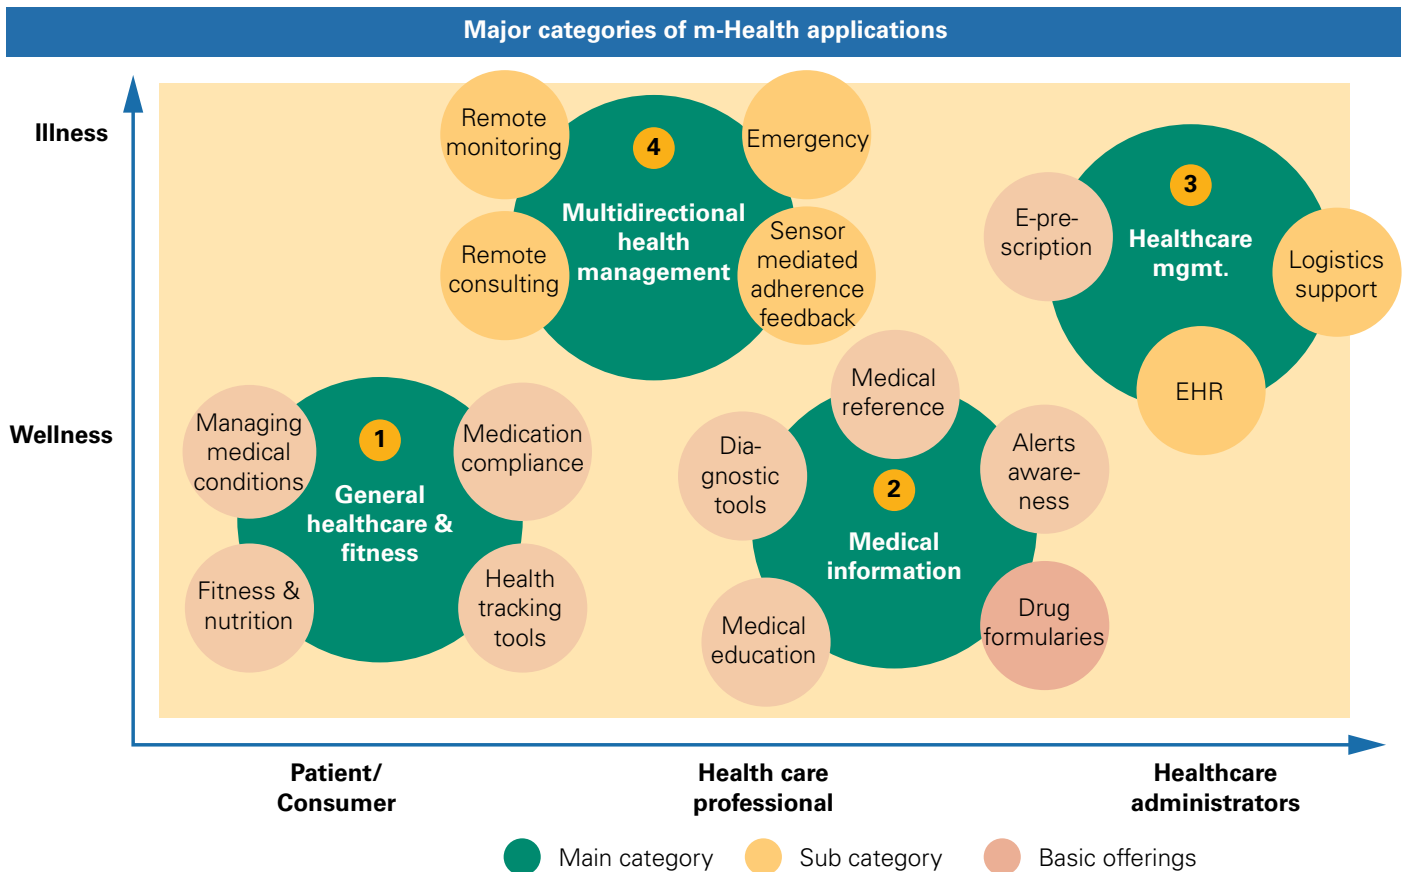 Major categories of m-Health applications
Illness
Wellness
Remote
monitoring
Emergency
4
Multidirectional
health
management
Remote
consulting
Sensor
mediated
adherence
feedback
3
Healthcare
mgmt.
E-pre-
scription
Logistics
support
EHR
Managing
medical
conditions
1
General
healthcare &
fitness
Medication
compliance
Fitness &
nutrition
Health
tracking
tools
Medical
reference
Dia-
gnostic
tools
2
Medical
information
Alerts
aware-
ness
Medical
education
Drug
formularies
Patient/
Consumer
Health care
professional
Healthcare
administrators
Main category
Sub category
Basic offerings